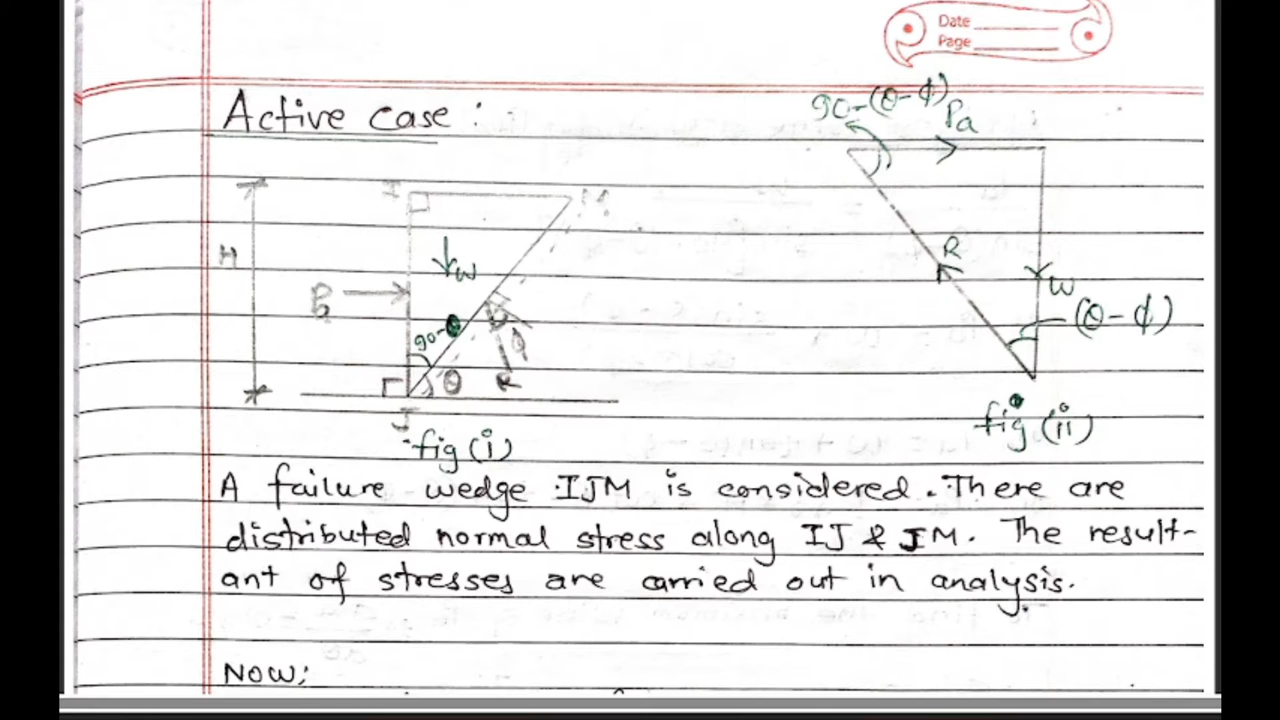 Date
Page
Active case :
90-(θ-ϕ)
Pa
I
M
H
W
R
Pa
W
90-θ
(θ-ϕ)
ϕ
θ
R
J
fig (i)
fig (ii)
A failure wedge IJM is considered. There are
distributed normal stress along IJ & JM. The result-
ant of stresses are carried out in analysis.
Now;